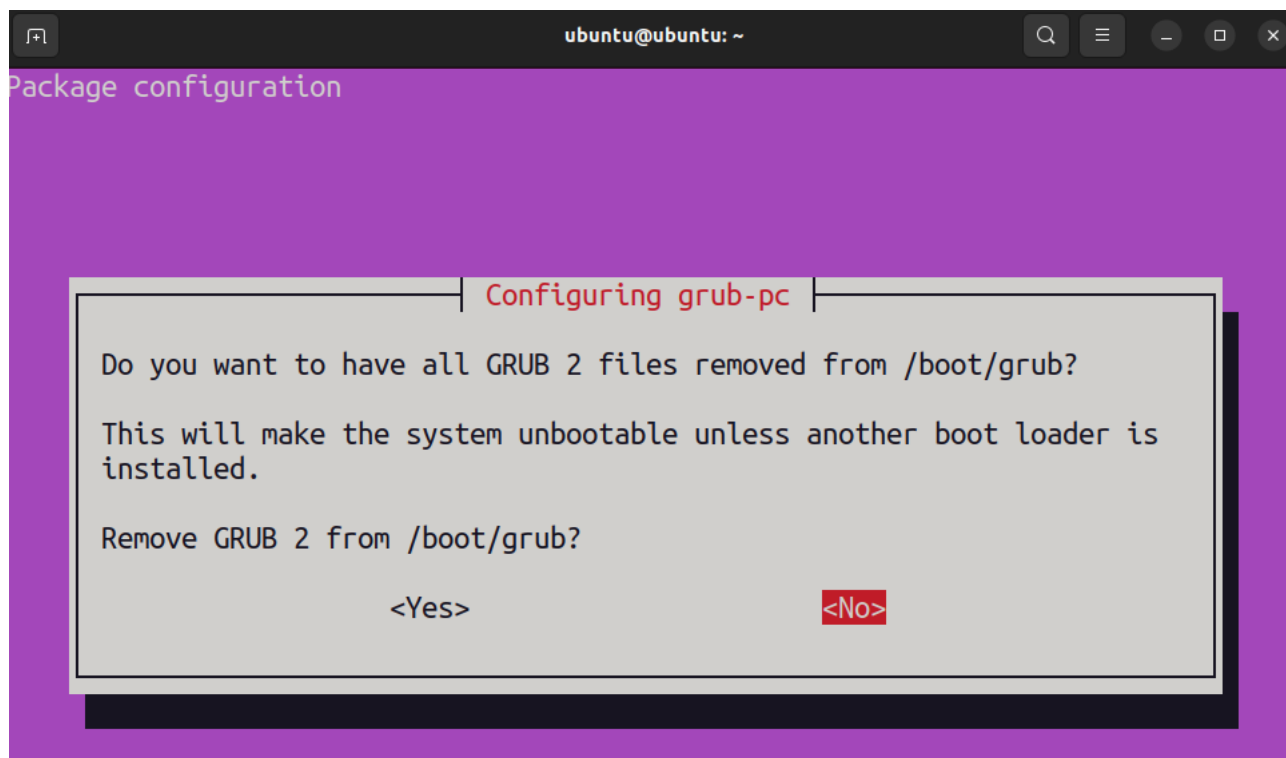 ubuntu@ubuntu: ~
Package configuration
Configuring grub-pc
Do you want to have all GRUB 2 files removed from /boot/grub?
This will make the system unbootable unless another boot loader is
installed.
Remove GRUB 2 from /boot/grub?
<Yes> <No>